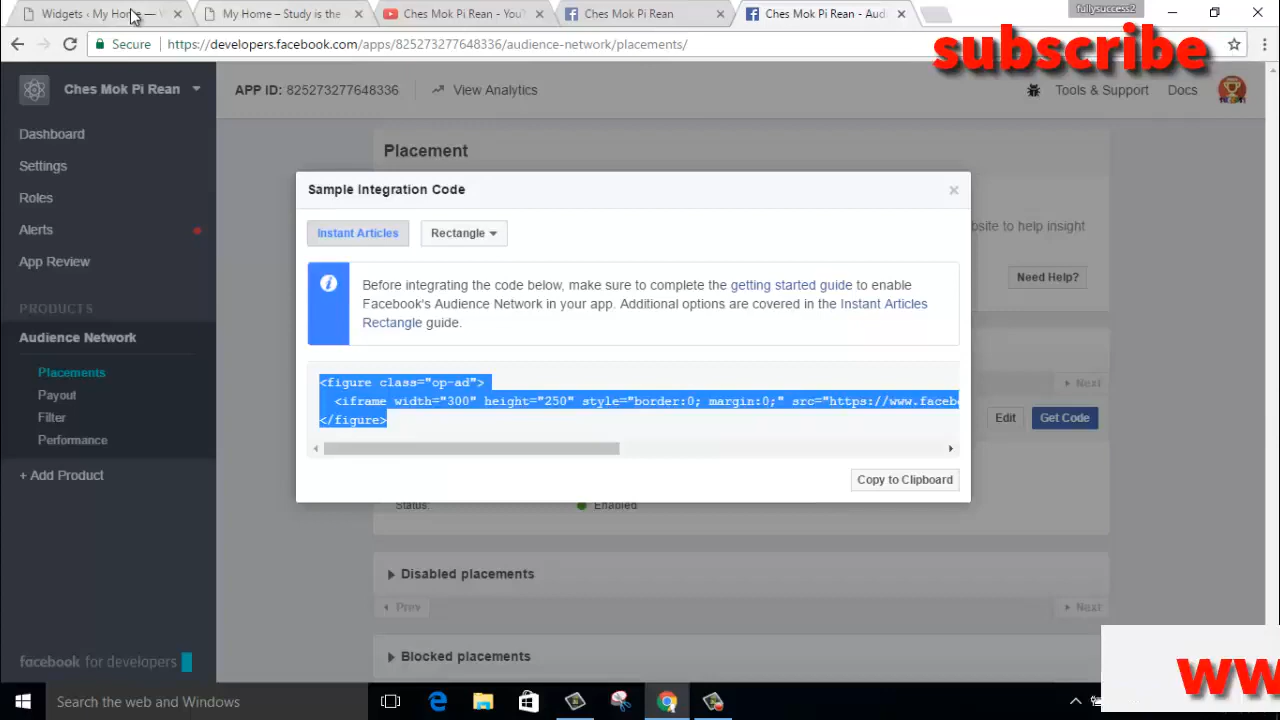 Widgets ‹ My Home — W
My Home – Study is the
Ches Mok Pi Rean - YouT
Ches Mok Pi Rean
Ches Mok Pi Rean - Audi
fullysuccess2
Secure
https://developers.facebook.com/apps/825273277648336/audience-network/placements/
subscribe
Ches Mok Pi Rean
APP ID: 825273277648336
View Analytics
Tools & Support
Docs
Dashboard
Settings
Roles
Alerts
App Review
PRODUCTS
Audience Network
Placements
Payout
Filter
Performance
+ Add Product
facebook for developers
Placement
bsite to help insight
Need Help?
Sample Integration Code
Instant Articles
Rectangle
Before integrating the code below, make sure to complete the getting started guide to enable
Facebook's Audience Network in your app. Additional options are covered in the Instant Articles
Rectangle guide.
<figure class="op-ad">
<iframe width="300" height="250" style="border:0; margin:0;" src="https://www.facebo
</figure>
Copy to Clipboard
Next
Edit
Get Code
Status:
Enabled
Disabled placements
Prev
Next
Blocked placements
Search the web and Windows
ww